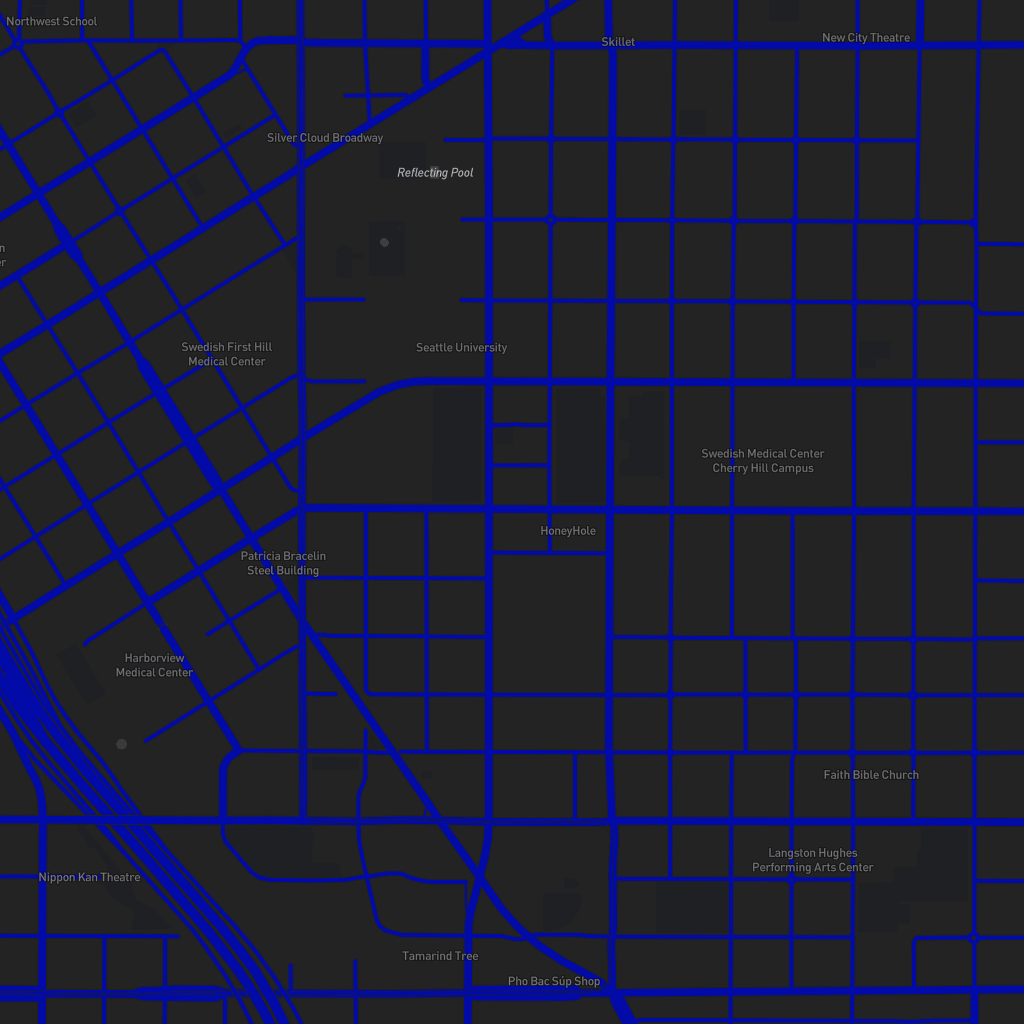 Northwest School
Skillet
New City Theatre
Silver Cloud Broadway
Reflecting Pool
n
r
Swedish First Hill
Medical Center
Seattle University
Swedish Medical Center
Cherry Hill Campus
HoneyHole
Patricia Bracelin
Steel Building
Harborview
Medical Center
Faith Bible Church
Langston Hughes
Performing Arts Center
Nippon Kan Theatre
Tamarind Tree
Pho Bac Súp Shop